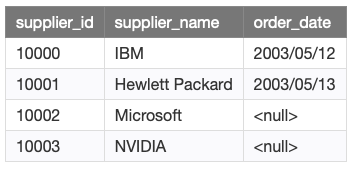 supplier_id supplier_name order_date
10000 IBM 2003/05/12
10001 Hewlett Packard 2003/05/13
10002 Microsoft <null>
10003 NVIDIA <null>